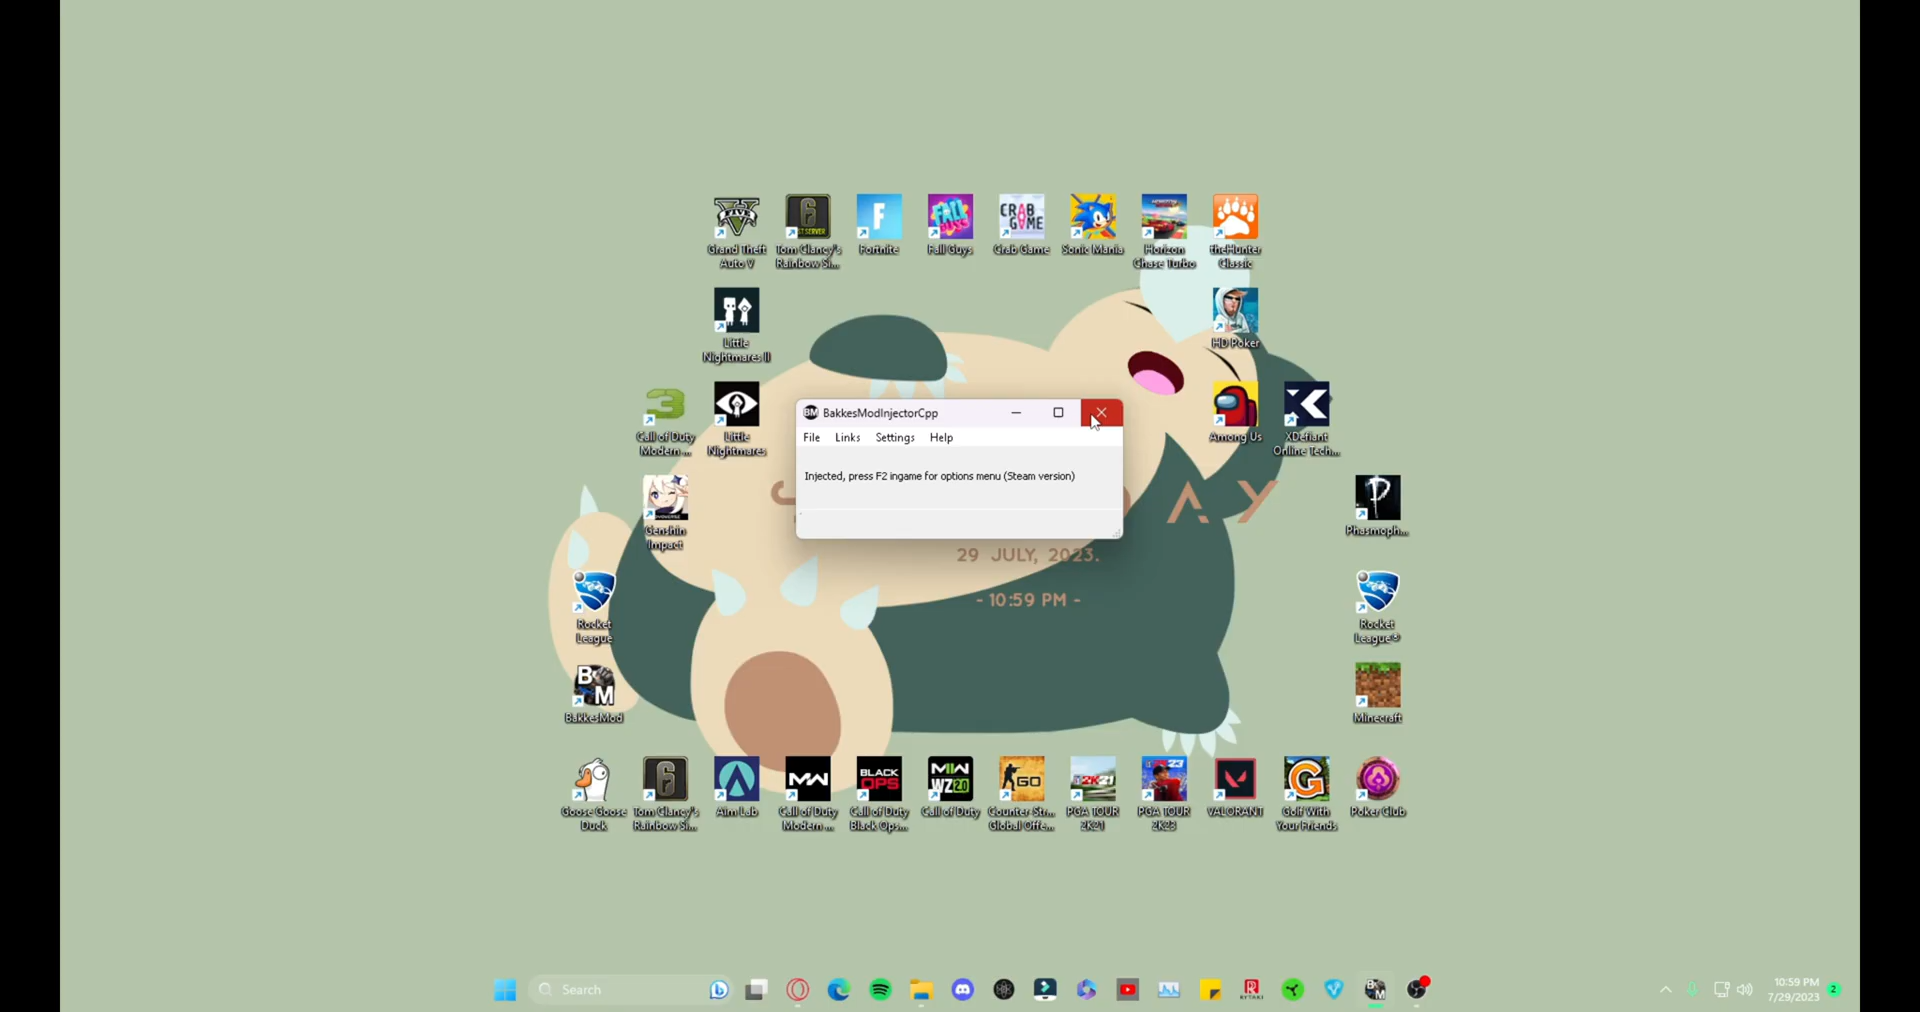 Grand Theft
Auto V
Tom Clancy's
Rainbow Si...
Fortnite
Fall Guys
Crab Game
Sonic Mania
Horizon
Chase Turbo
theHunter
Classic
Little
Nightmares II
HD Poker
Call of Duty
Modern ...
Little
Nightmares
BakkesModInjectorCpp
File Links Settings Help
Injected, press F2 ingame for options menu (Steam version)
Among Us
XDefiant
Online Tech...
Genshin
Impact
A Y
Phasmoph...
29 JULY, 2023.
- 10:59 PM -
Rocket
League
Rocket
League®
B
M
BakkesMod
Minecraft
Goose Goose
Duck
Tom Clancy's
Rainbow Si...
Aim Lab
Call of Duty
Modern ...
Call of Duty
Black Ops...
Call of Duty
Counter-Str...
Global Offe...
PGA TOUR
2K21
PGA TOUR
2K23
VALORANT
Golf With
Your Friends
Poker Club
Search
10:59 PM
7/29/2023
2